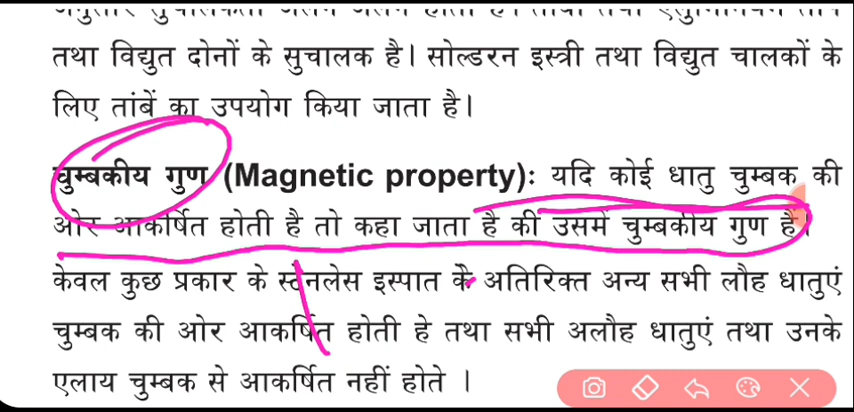 तथा विद्युत दोनों के सुचालक है। सोल्डरन इस्त्री तथा विद्युत चालकों के
लिए तांबें का उपयोग किया जाता है।
चुम्बकीय गुण (Magnetic property): यदि कोई धातु चुम्बक की
ओर आकर्षित होती है तो कहा जाता है की उसमें चुम्बकीय गुण है।
केवल कुछ प्रकार के स्टेनलेस इस्पात के अतिरिक्त अन्य सभी लौह धातुएं
चुम्बक की ओर आकर्षित होती हे तथा सभी अलौह धातुएं तथा उनके
एलाय चुम्बक से आकर्षित नहीं होते ।